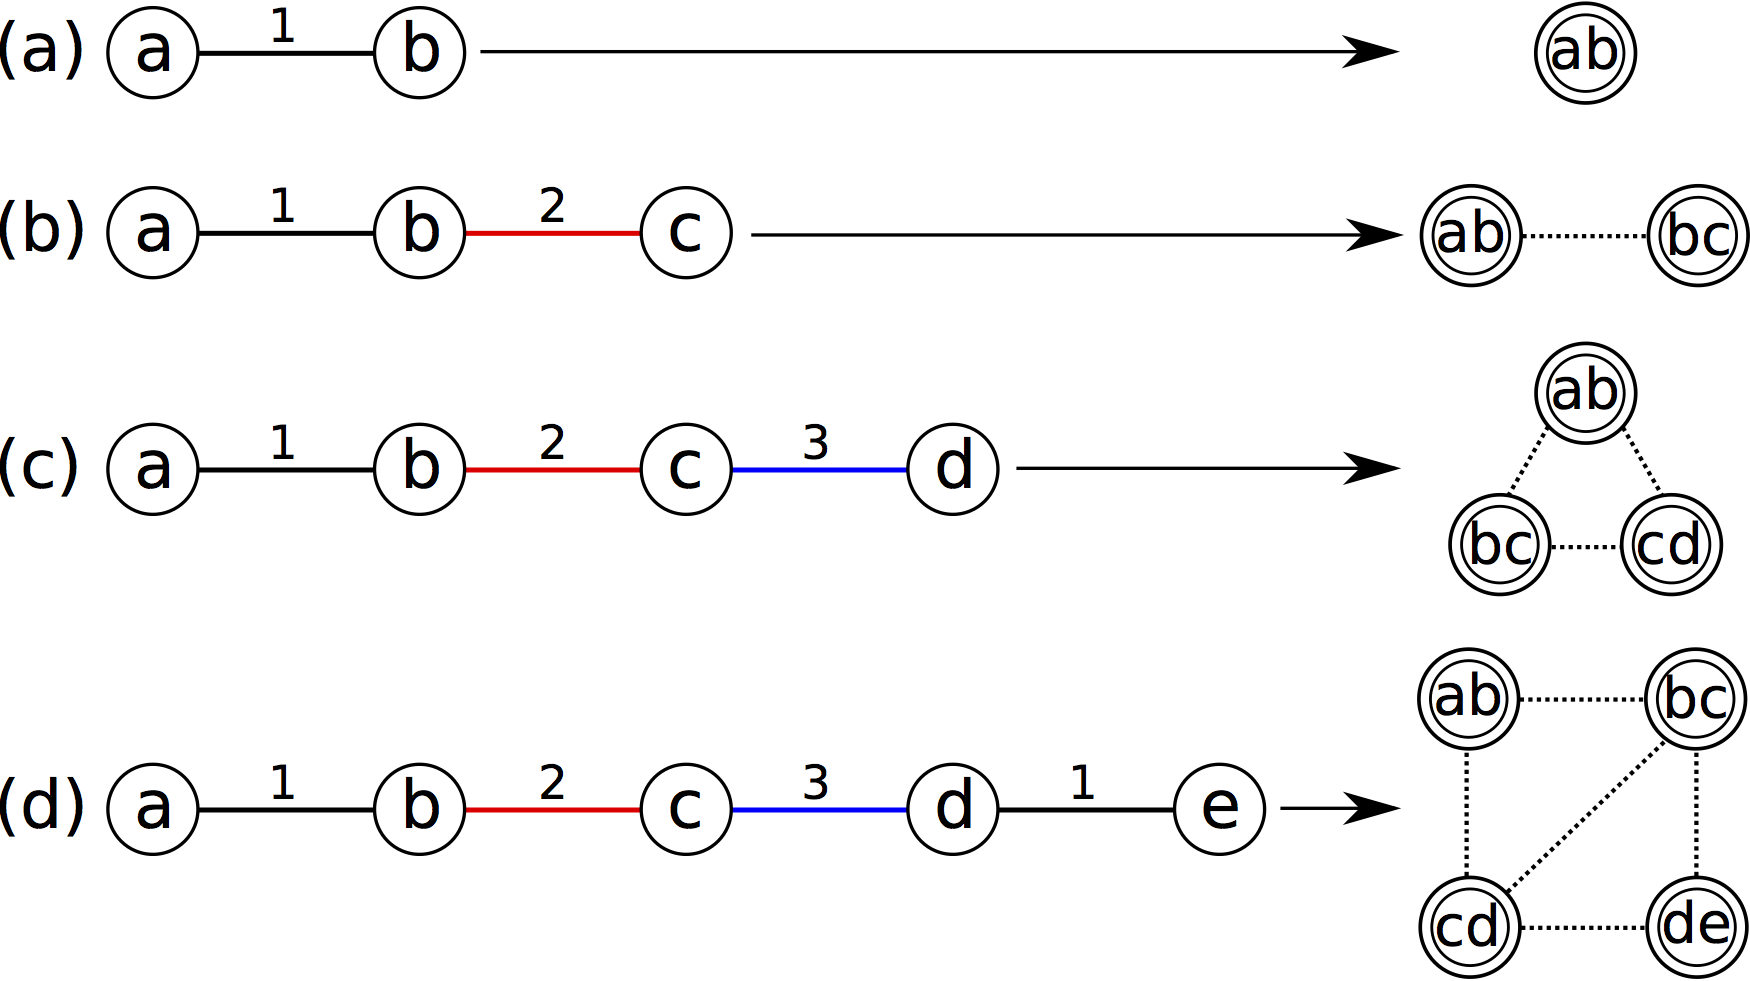 (a) a 1 b ab
(b) a 1 b 2 c ab bc
ab
(c) a 1 b 2 c 3 d
bc cd
ab bc
(d) a 1 b 2 c 3 d 1 e
cd de